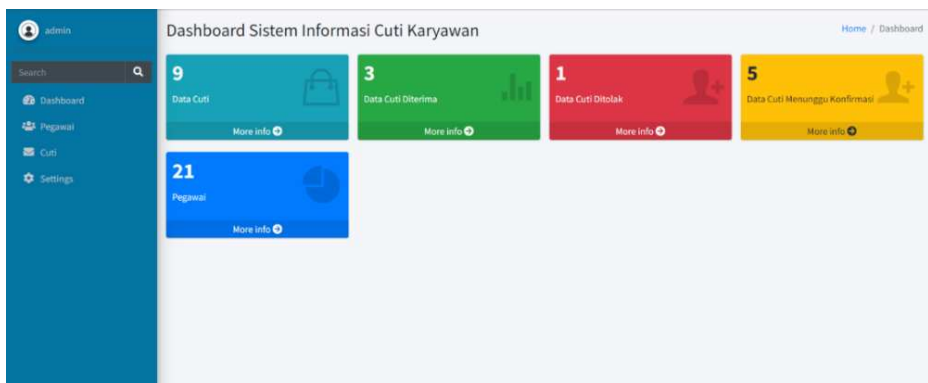 admin
Dashboard Sistem Informasi Cuti Karyawan
Home / Dashboard
Search
Dashboard
Pegawai
Cuti
Settings
9
Data Cuti
More info
3
Data Cuti Diterima
More info
1
Data Cuti Ditolak
More info
5
Data Cuti Menunggu Konfirmasi
More info
21
Pegawai
More info